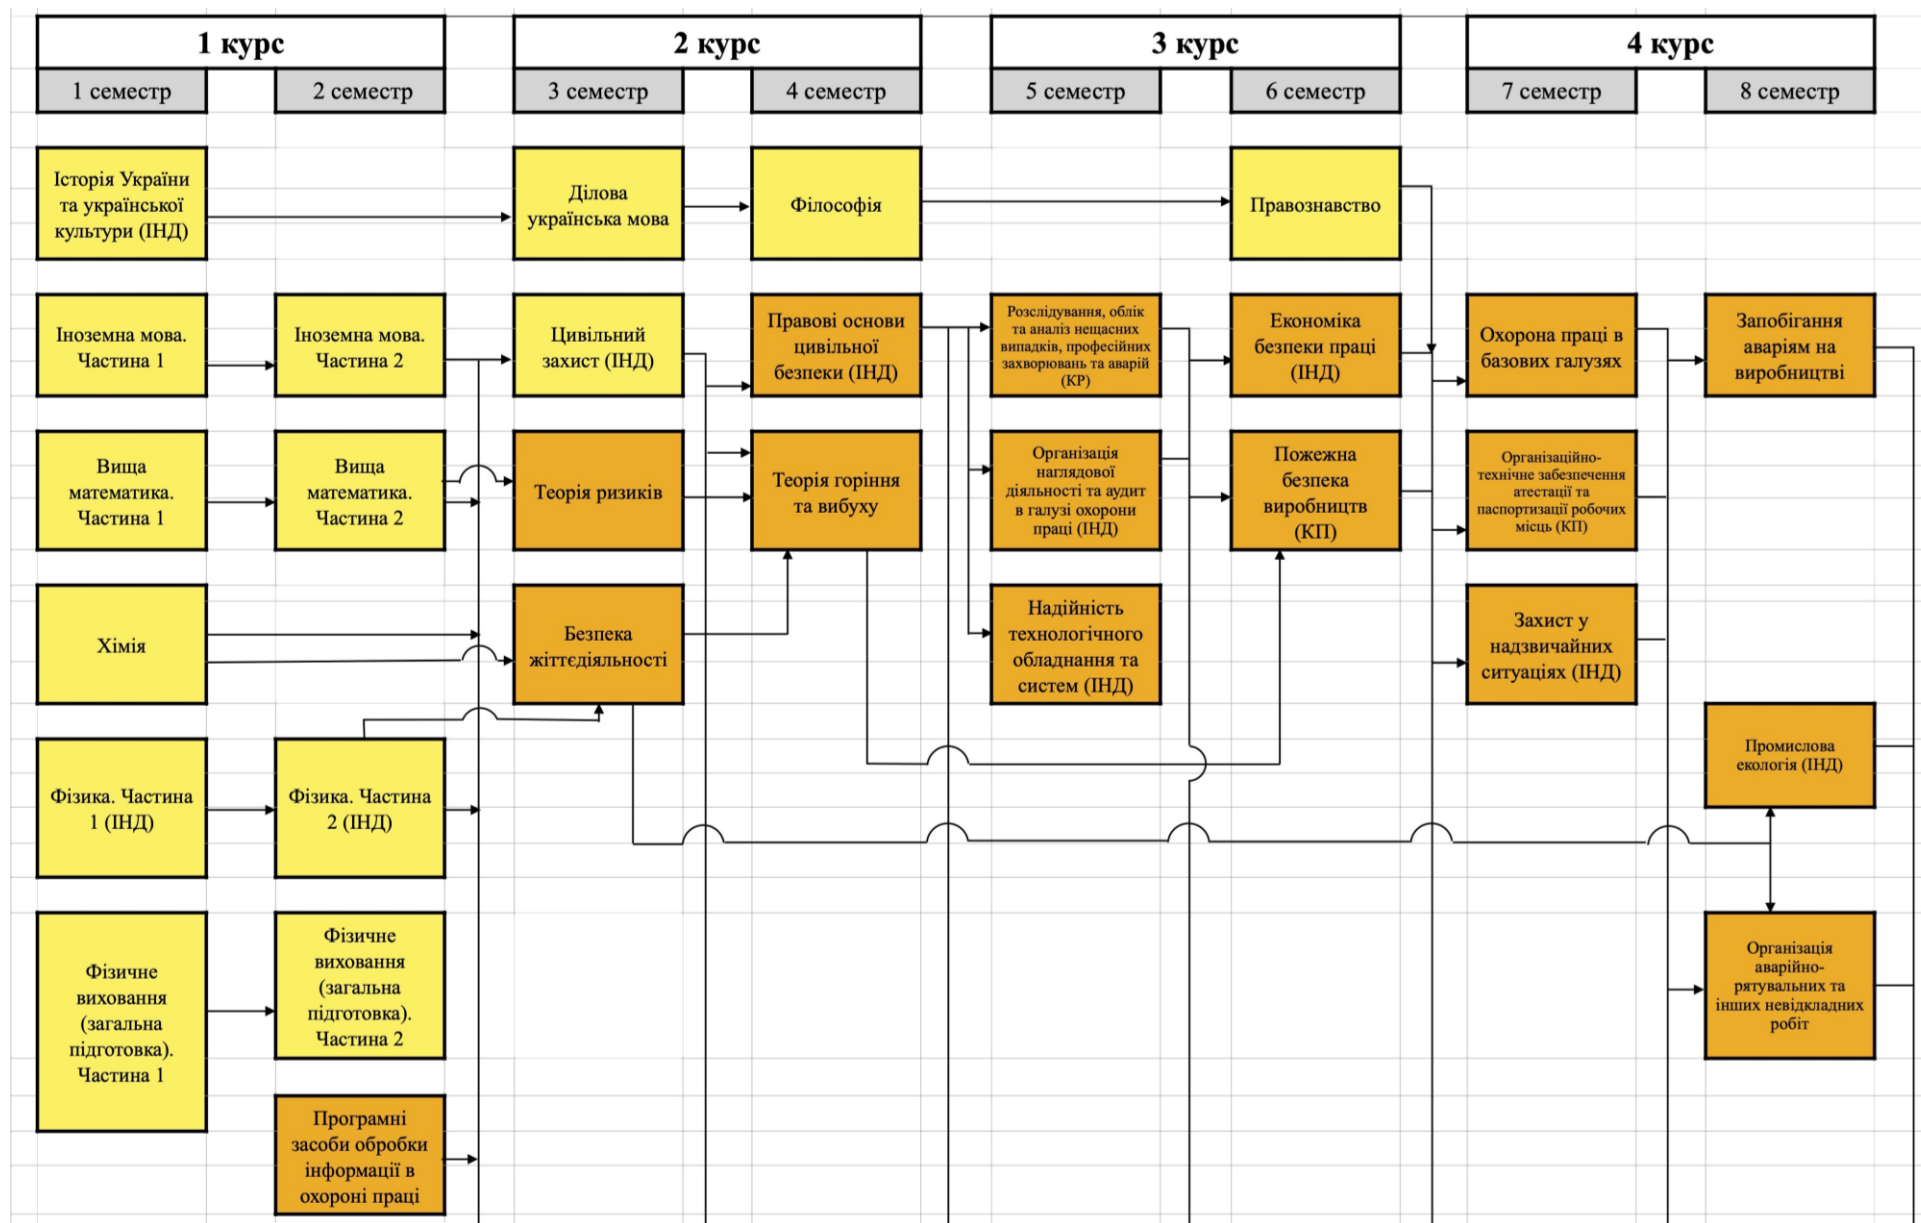 1 курс
2 курс
3 курс
4 курс
1 семестр
2 семестр
3 семестр
4 семестр
5 семестр
6 семестр
7 семестр
8 семестр
Історія України
та української
культури (ІНД)
Ділова
українська мова
Філософія
Правознавство
Іноземна мова.
Частина 1
Іноземна мова.
Частина 2
Цивільний
захист (ІНД)
Правові основи
цивільної
безпеки (ІНД)
Розслідування, облік
та аналіз нещасних
випадків, професійних
захворювань та аварій
(КР)
Економіка
безпеки праці
(ІНД)
Охорона праці в
базових галузях
Запобігання
аваріям на
виробництві
Вища
математика.
Частина 1
Вища
математика.
Частина 2
Теорія ризиків
Теорія горіння
та вибуху
Організація
наглядової
діяльності та аудит
в галузі охорони
праці (ІНД)
Пожежна
безпека
виробництв
(КП)
Організаційно-
технічне забезпечення
атестації та
паспортизації робочих
місць (КП)
Хімія
Безпека
життєдіяльності
Надійність
технологічного
обладнання та
систем (ІНД)
Захист у
надзвичайних
ситуаціях (ІНД)
Фізика. Частина
1 (ІНД)
Фізика. Частина
2 (ІНД)
Промислова
екологія (ІНД)
Фізичне
виховання
(загальна
підготовка).
Частина 1
Фізичне
виховання
(загальна
підготовка).
Частина 2
Організація
аварійно-
рятувальних та
інших невідкладних
робіт
Програмні
засоби обробки
інформації в
охороні праці